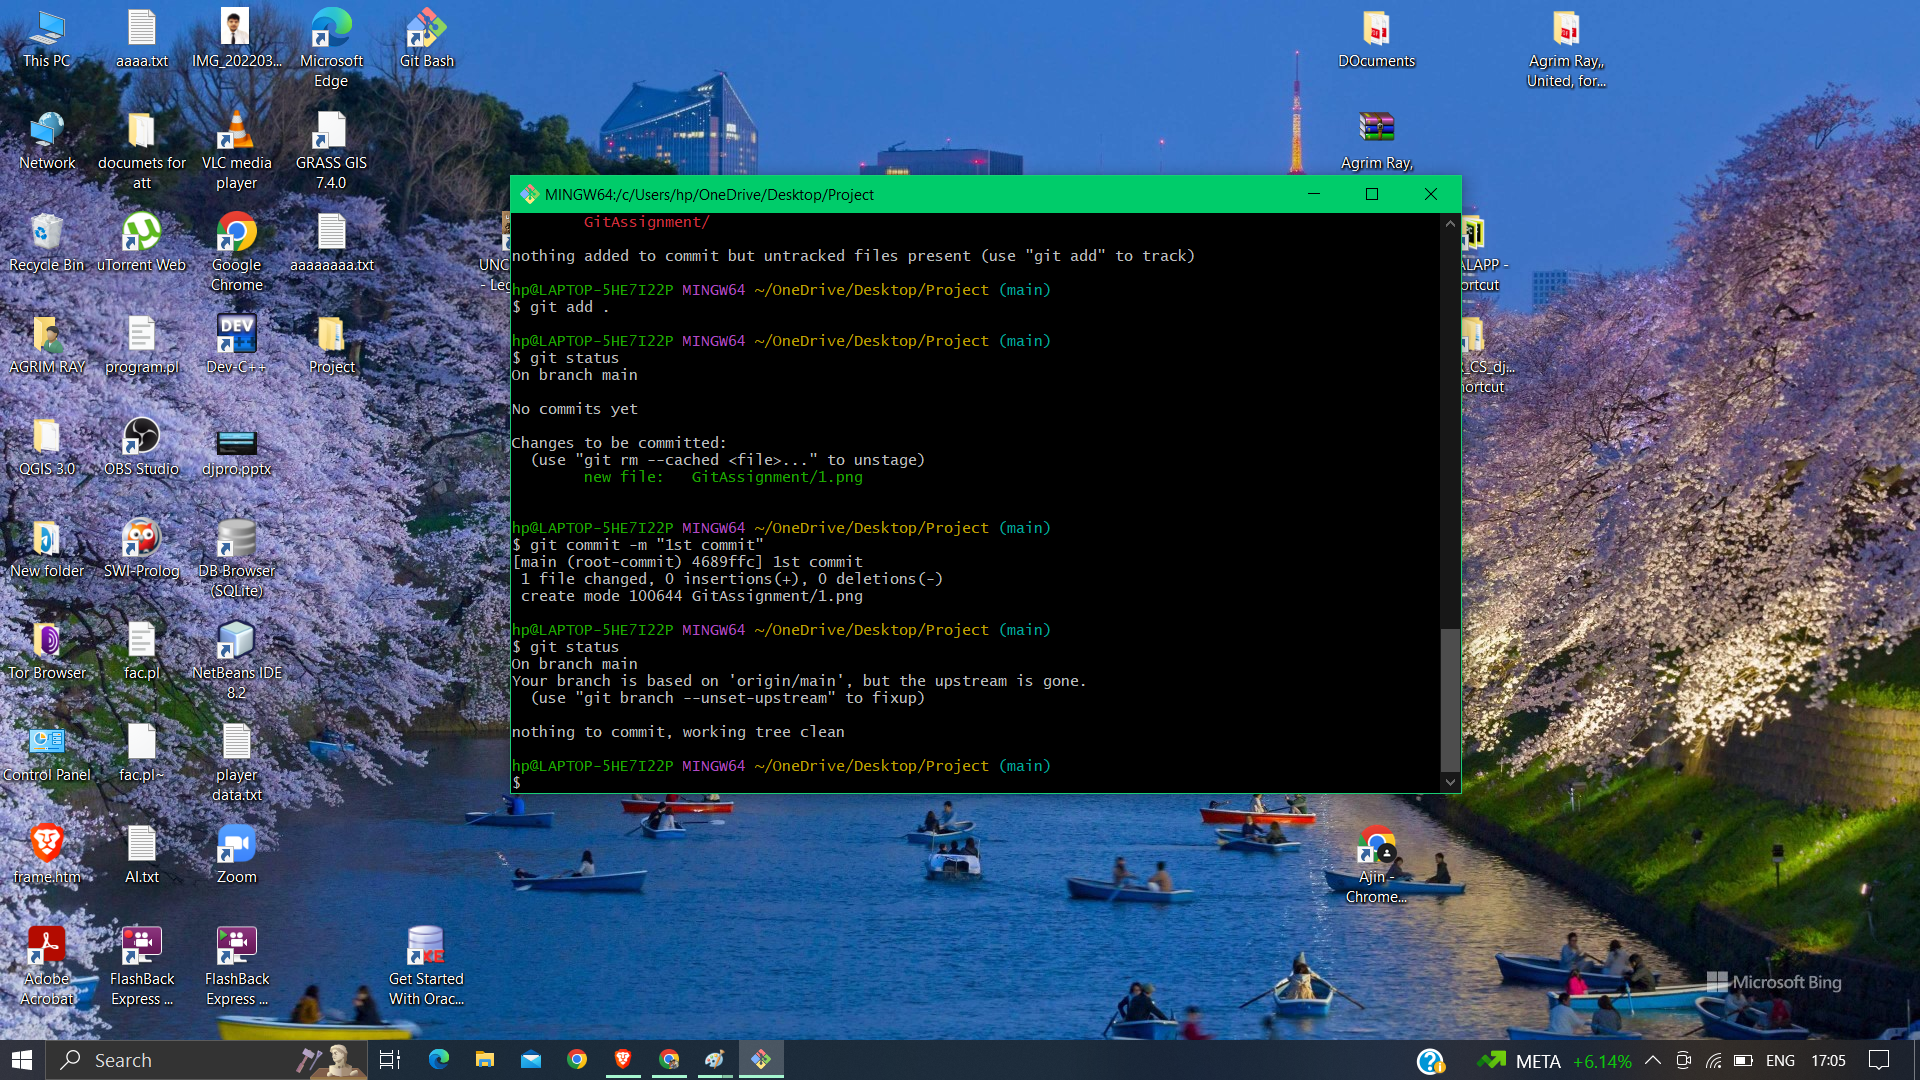 This PC
aaaa.txt
IMG_202203...
Microsoft
Edge
Git Bash
DOcuments
Agrim Ray,,
United, for...
Network
documets for
att
VLC media
player
GRASS GIS
7.4.0
Agrim Ray,
Recycle Bin
uTorrent Web
Google
Chrome
aaaaaaaa.txt
UNC
- Leg
ALAPP -
ortcut
AGRIM RAY
program.pl
DEV
Dev-C++
Project
_CS_dj...
hortcut
QGIS 3.0
OBS Studio
djpro.pptx
New folder
SWI-Prolog
DB Browser
(SQLite)
Tor Browser
fac.pl
NetBeans IDE
8.2
Control Panel
fac.pl~
player
data.txt
frame.htm
AI.txt
Zoom
Ajin -
Chrome...
Adobe
Acrobat
FlashBack
Express ...
FlashBack
Express ...
XE
Get Started
With Orac...
MINGW64:/c/Users/hp/OneDrive/Desktop/Project
GitAssignment/
nothing added to commit but untracked files present (use "git add" to track)
hp@LAPTOP-5HE7I22P MINGW64 ~/OneDrive/Desktop/Project (main)
$ git add .
hp@LAPTOP-5HE7I22P MINGW64 ~/OneDrive/Desktop/Project (main)
$ git status
On branch main
No commits yet
Changes to be committed:
(use "git rm --cached <file>..." to unstage)
new file:   GitAssignment/1.png
hp@LAPTOP-5HE7I22P MINGW64 ~/OneDrive/Desktop/Project (main)
$ git commit -m "1st commit"
[main (root-commit) 4689ffc] 1st commit
1 file changed, 0 insertions(+), 0 deletions(-)
create mode 100644 GitAssignment/1.png
hp@LAPTOP-5HE7I22P MINGW64 ~/OneDrive/Desktop/Project (main)
$ git status
On branch main
Your branch is based on 'origin/main', but the upstream is gone.
(use "git branch --unset-upstream" to fixup)
nothing to commit, working tree clean
hp@LAPTOP-5HE7I22P MINGW64 ~/OneDrive/Desktop/Project (main)
$
Microsoft Bing
Search
META +6.14%
ENG
17:05